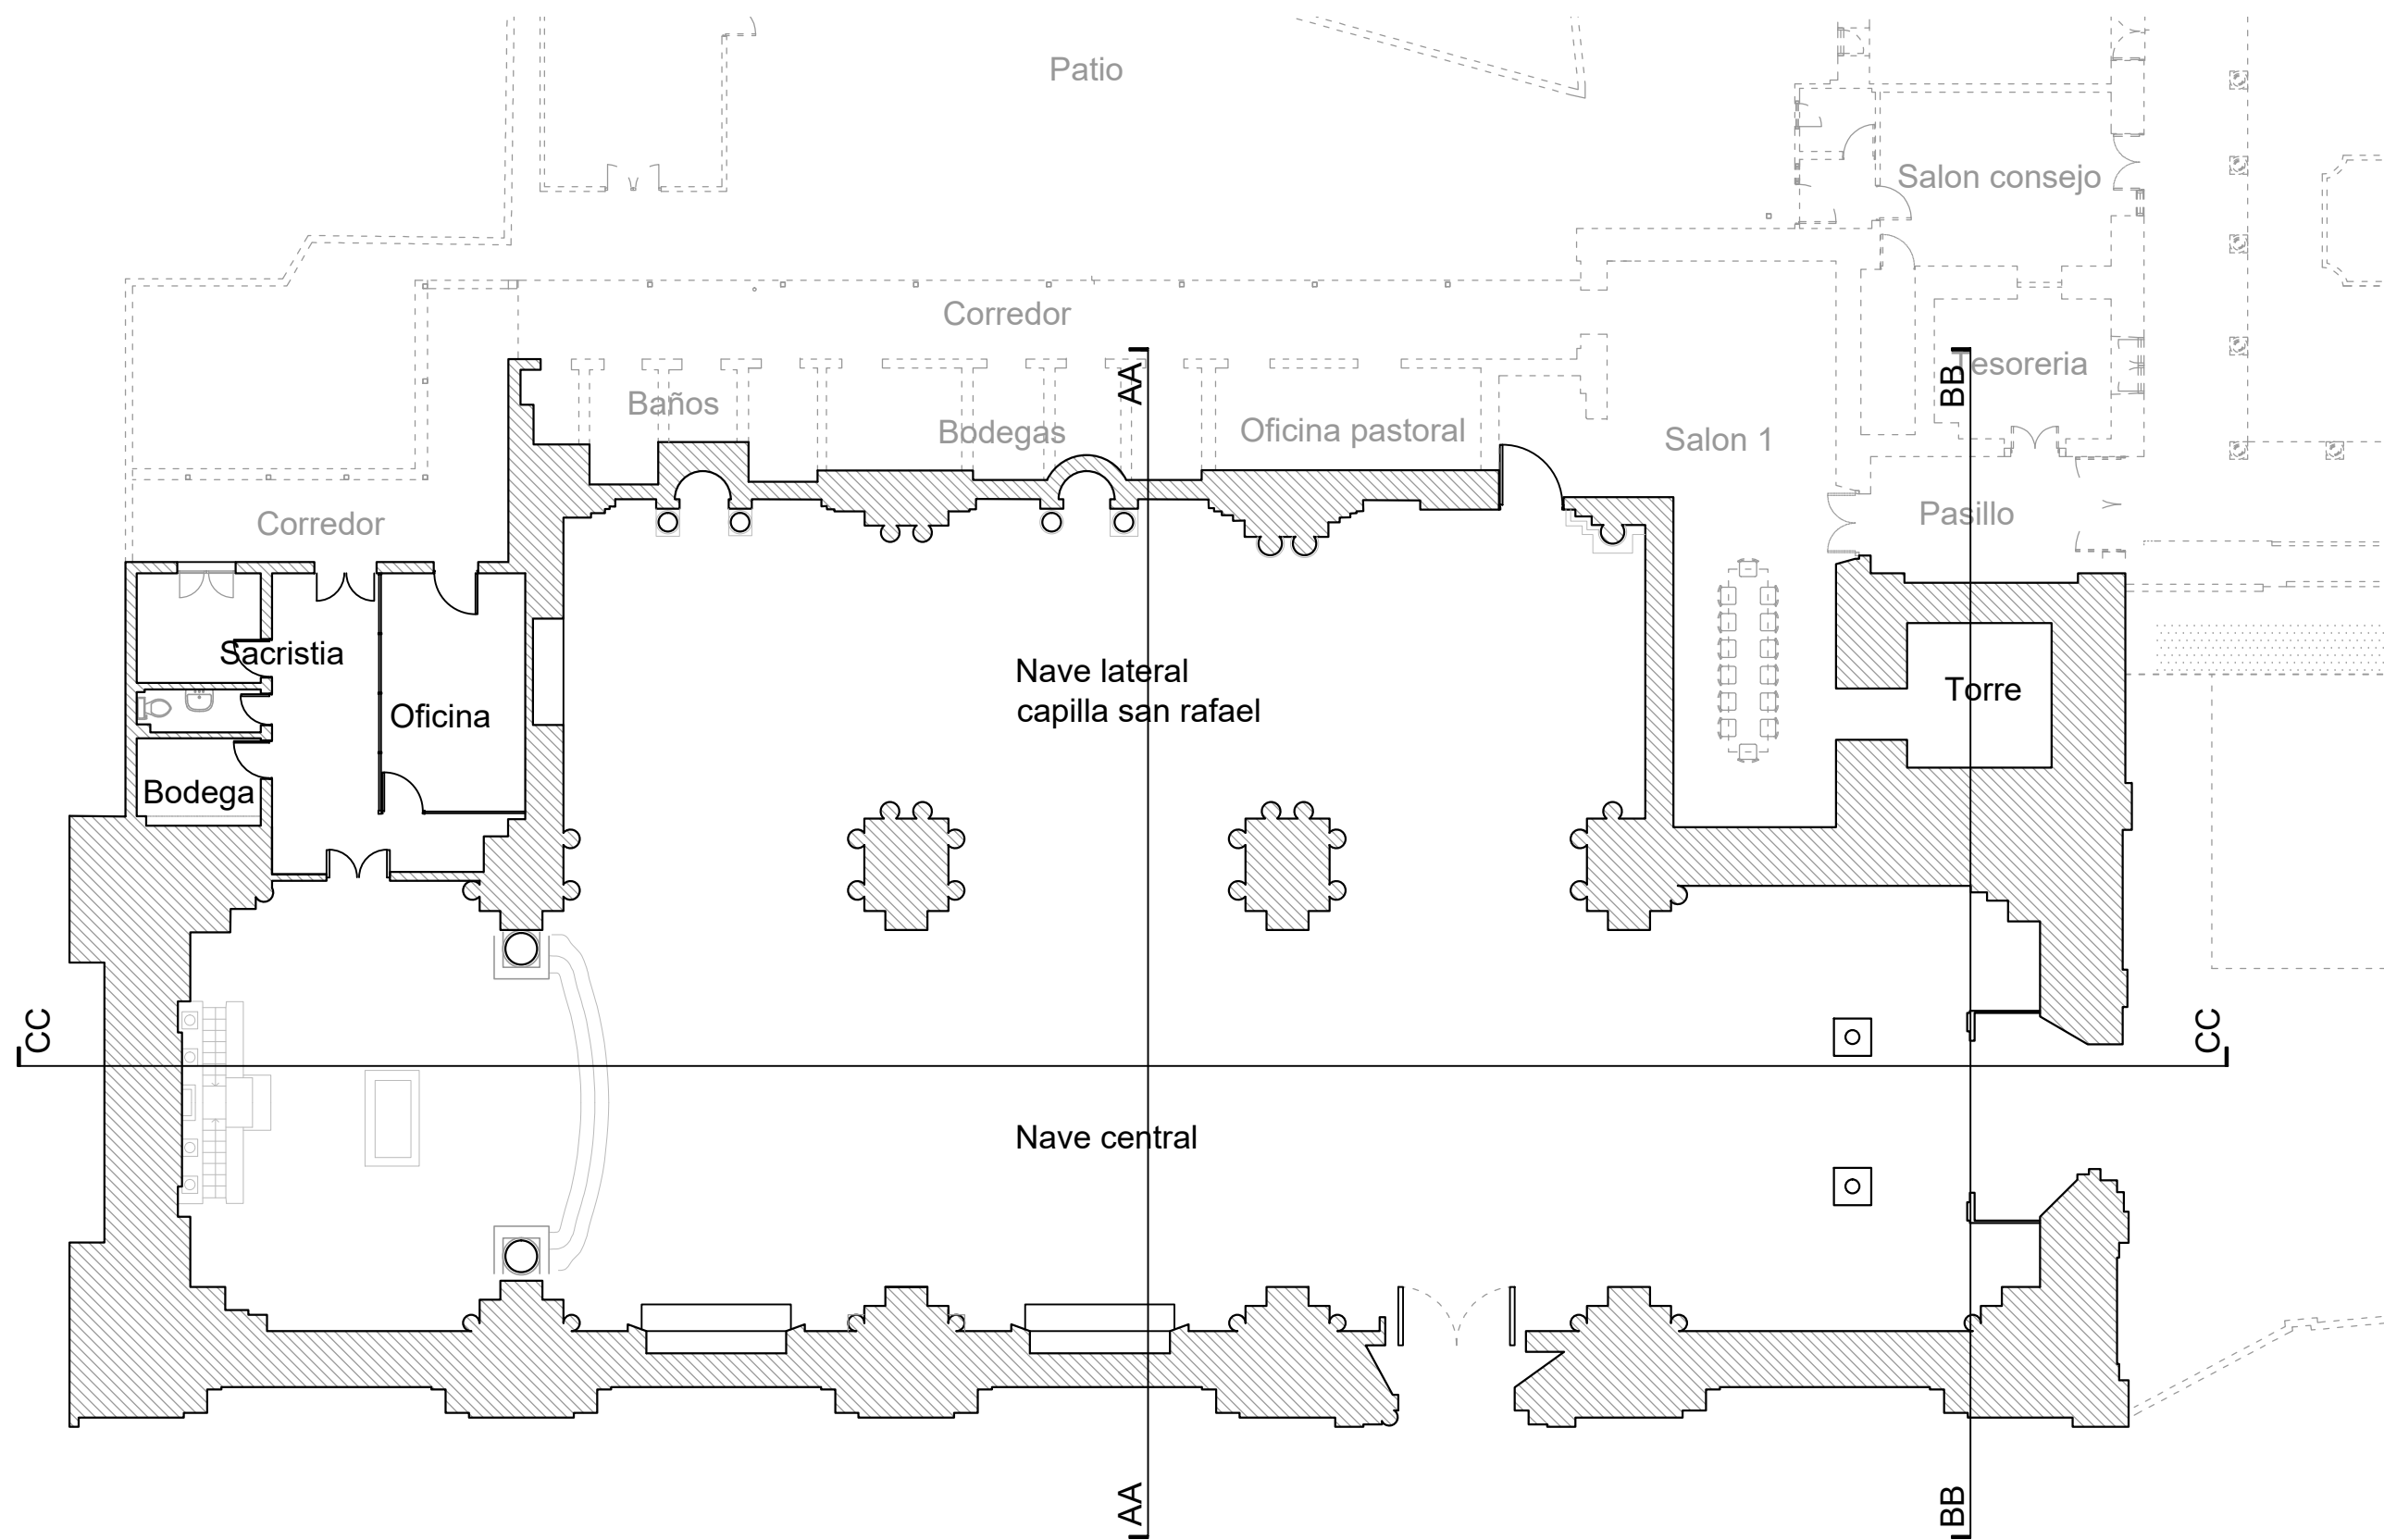 Patio
Salon consejo
Corredor
AA
BB
Tesoreria
Baños
Bodegas
Oficina pastoral
Salon 1
Corredor
Pasillo
Sacristia
Nave lateral
capilla san rafael
Torre
Oficina
Bodega
CC
CC
Nave central
AA
BB